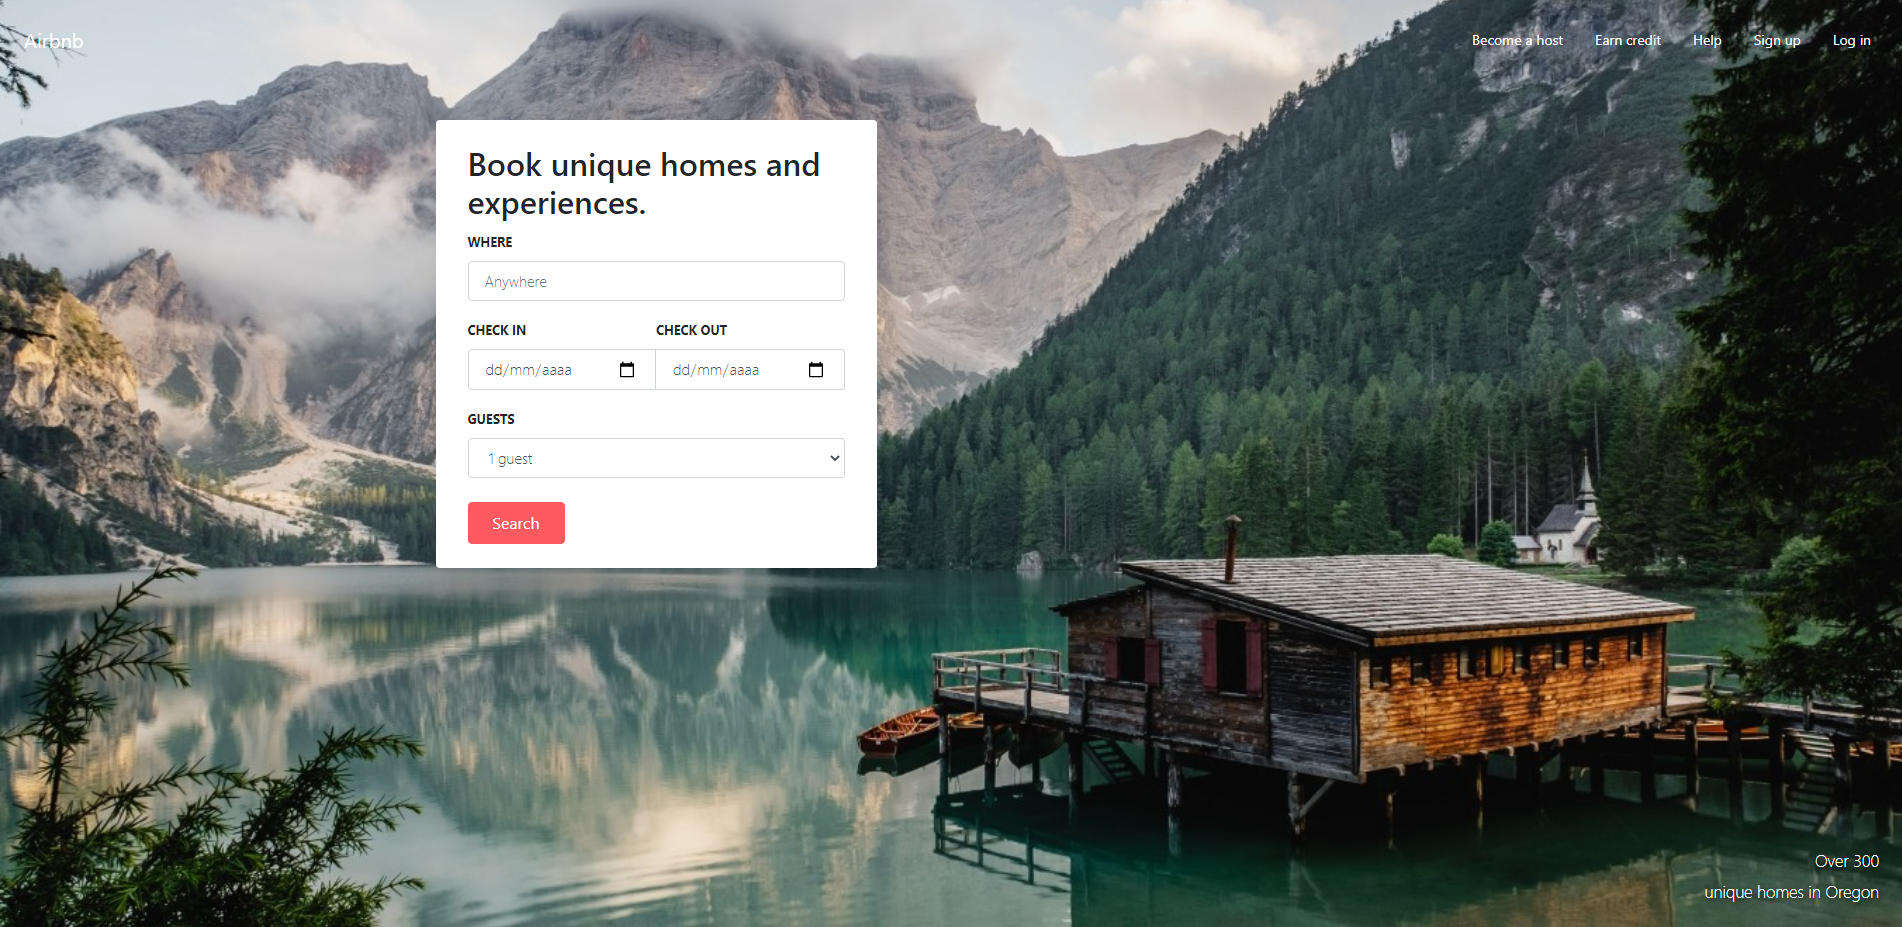 Airbnb
Become a host
Earn credit
Help
Sign up
Log in
Book unique homes and
experiences.
WHERE
Anywhere
CHECK IN
CHECK OUT
dd/mm/aaaa
dd/mm/aaaa
GUESTS
1 guest
Search
Over 300
unique homes in Oregon